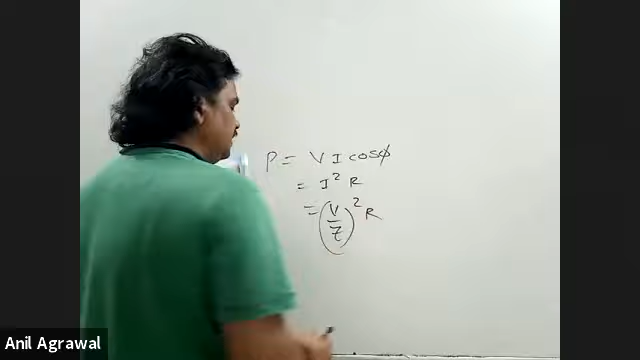 P = V I cosϕ
= I² R
= (V/Z)² R
Anil Agrawal